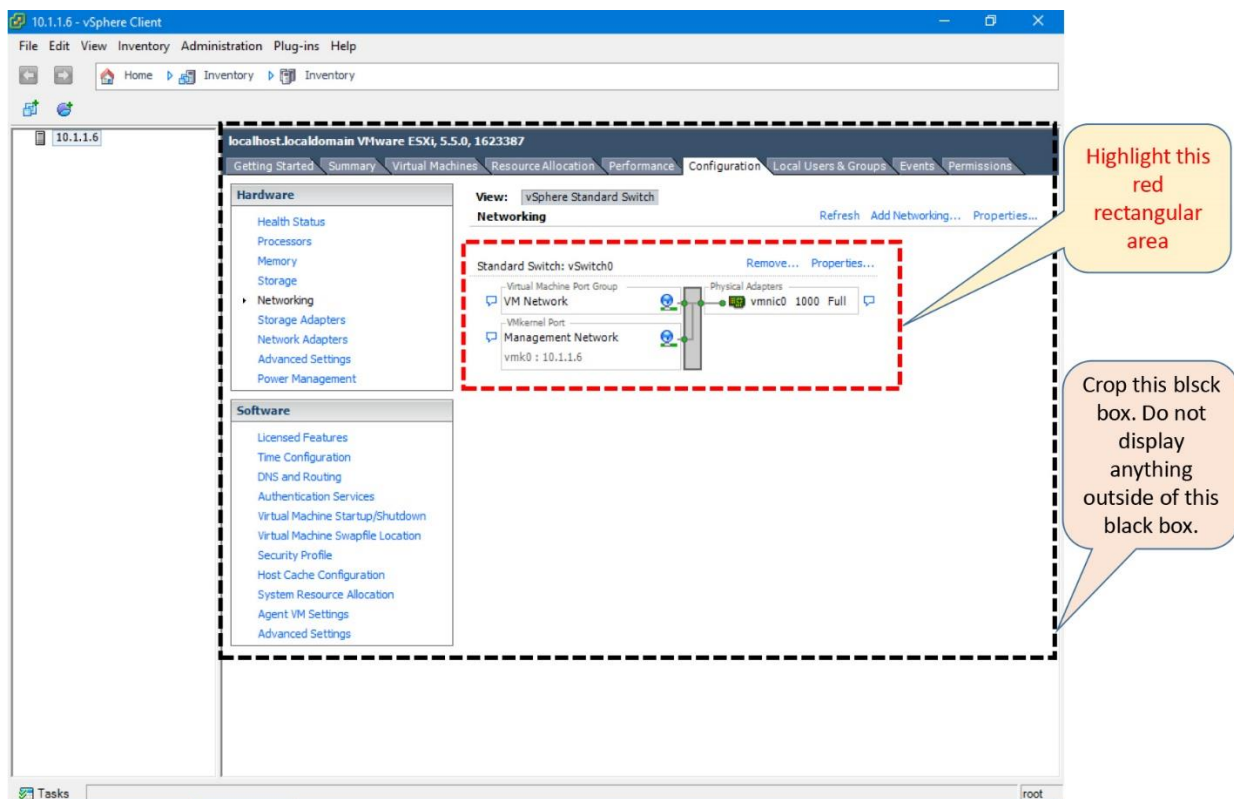 10.1.1.6 - vSphere Client
File Edit View Inventory Administration Plug-ins Help
Home Inventory Inventory
10.1.1.6
localhost.localdomain VMware ESXi, 5.5.0, 1623387
Getting Started Summary Virtual Machines Resource Allocation Performance Configuration Local Users & Groups Events Permissions
Hardware
Health Status
Processors
Memory
Storage
Networking
Storage Adapters
Network Adapters
Advanced Settings
Power Management
Software
Licensed Features
Time Configuration
DNS and Routing
Authentication Services
Virtual Machine Startup/Shutdown
Virtual Machine Swapfile Location
Security Profile
Host Cache Configuration
System Resource Allocation
Agent VM Settings
Advanced Settings
View: vSphere Standard Switch
Networking Refresh Add Networking... Properties...
Standard Switch: vSwitch0 Remove... Properties...
Virtual Machine Port Group Physical Adapters
VM Network vmnic0 1000 Full
VMkernel Port
Management Network
vmk0 : 10.1.1.6
Highlight this
red
rectangular
area
Crop this blsck
box. Do not
display
anything
outside of this
black box.
Tasks root